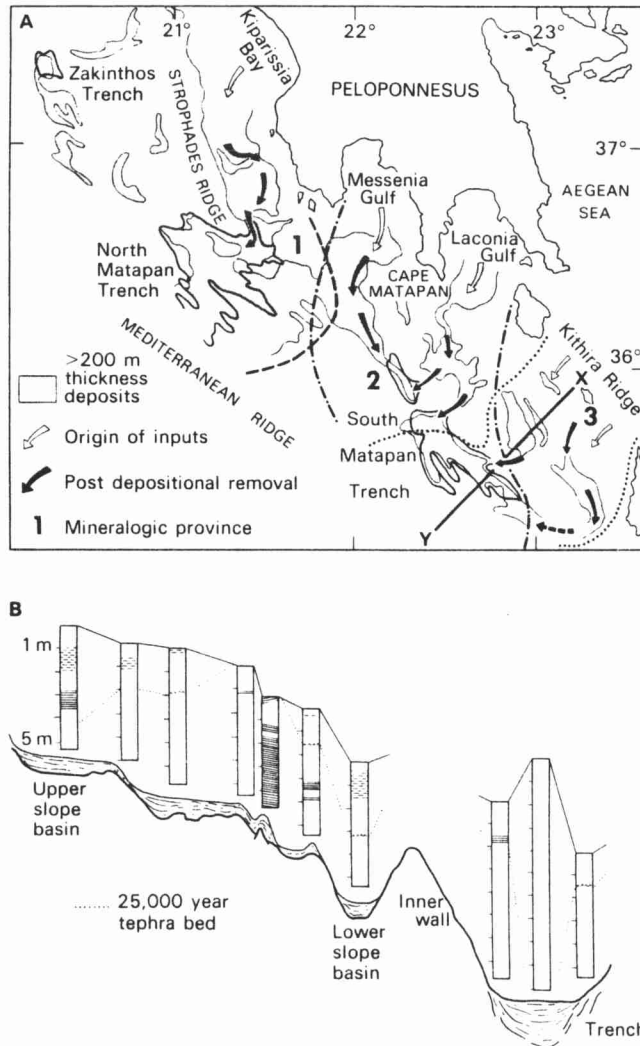 A
21°
22°
23°
Zakinthos
Trench
STROPHADES RIDGE
Kiparissia
Bay
PELOPONNESUS
37°
Messenia
Gulf
AEGEAN
SEA
Laconia
Gulf
1
North
Matapan
Trench
CAPE
MATAPAN
MEDITERRANEAN RIDGE
Kithira Ridge
36°
>200 m
thickness
deposits
2
X
3
South
Matapan
Trench
Origin of inputs
Post depositional removal
Y
1 Mineralogic province
B
1 m
5 m
Upper
slope
basin
25,000 year
tephra bed
Lower
slope
basin
Inner
wall
Trench